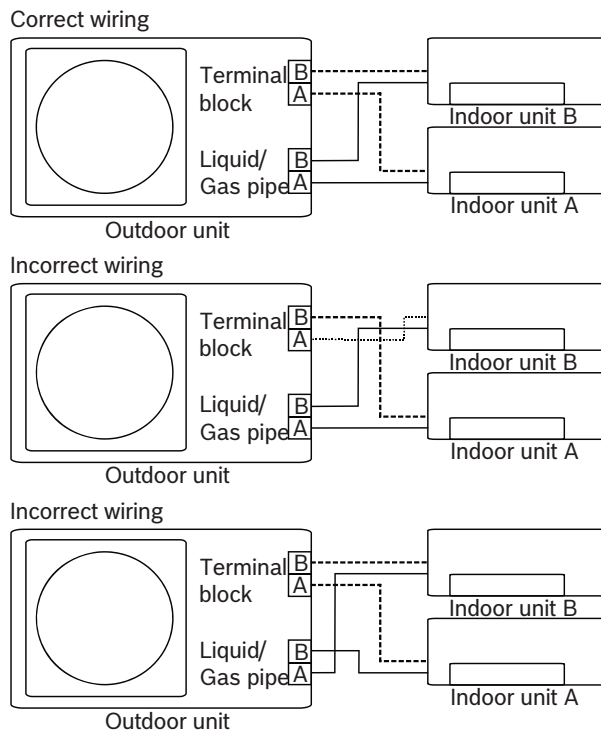 Correct wiring
Terminal B
block A
Indoor unit B
Liquid/ B
Gas pipe A
Indoor unit A
Outdoor unit
Incorrect wiring
Terminal B
block A
Indoor unit B
Liquid/ B
Gas pipe A
Indoor unit A
Outdoor unit
Incorrect wiring
Terminal B
block A
Indoor unit B
Liquid/ B
Gas pipe A
Indoor unit A
Outdoor unit